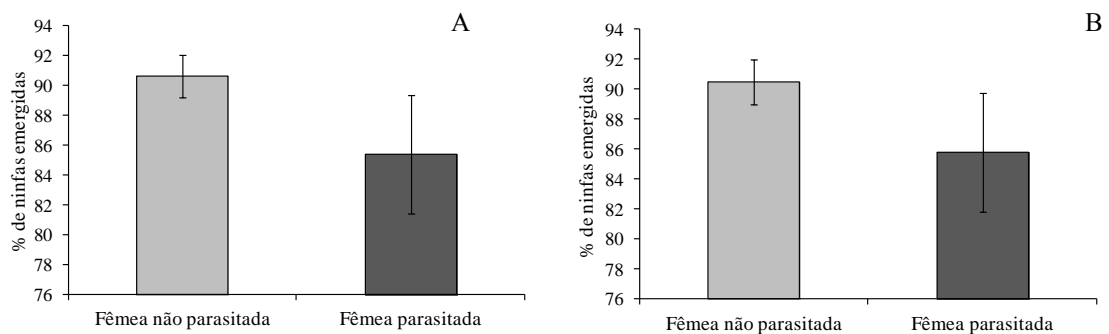 A
% de ninfas emergidas
94
92
90
88
86
84
82
80
78
76
Fêmea não parasitada
Fêmea parasitada
B
% de ninfas emergidas
94
92
90
88
86
84
82
80
78
76
Fêmea não parasitada
Fêmea parasitada